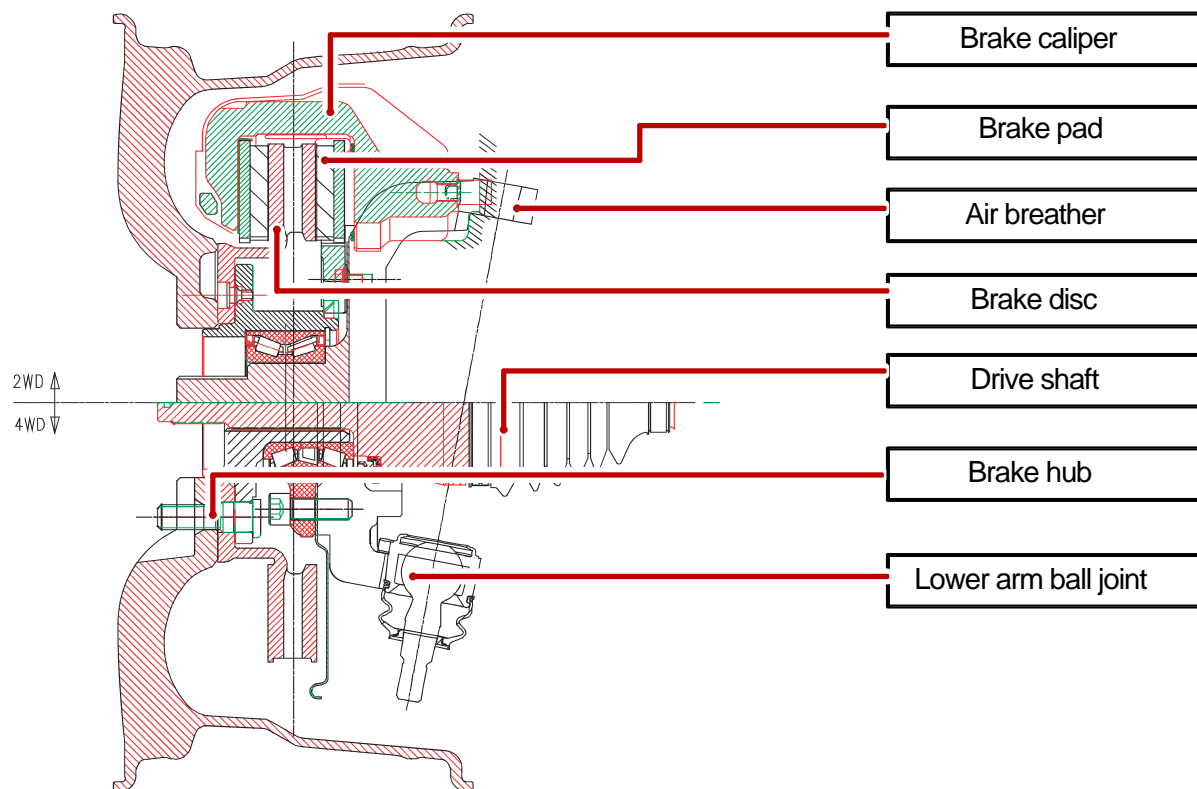 Brake caliper
Brake pad
Air breather
Brake disc
2WD
Drive shaft
4WD
Brake hub
Lower arm ball joint